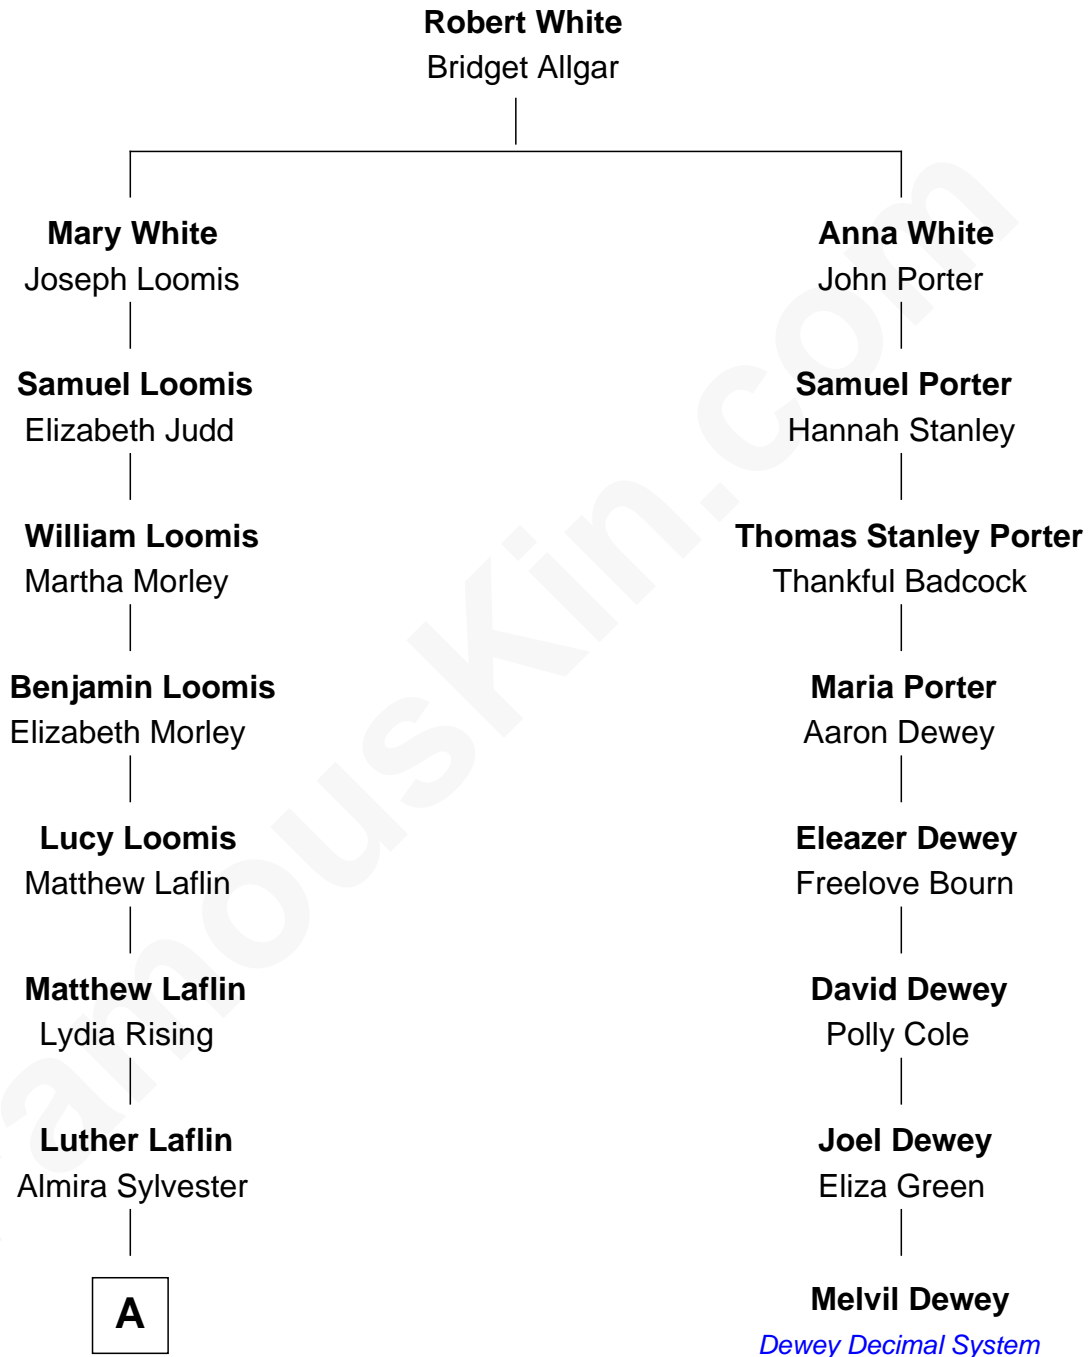 Robert White
Bridget Allgar
Mary White
Joseph Loomis
Anna White
John Porter
Samuel Loomis
Elizabeth Judd
Samuel Porter
Hannah Stanley
William Loomis
Martha Morley
Thomas Stanley Porter
Thankful Badcock
Benjamin Loomis
Elizabeth Morley
Maria Porter
Aaron Dewey
Lucy Loomis
Matthew Laflin
Eleazer Dewey
Freelove Bourn
Matthew Laflin
Lydia Rising
David Dewey
Polly Cole
Luther Laflin
Almira Sylvester
Joel Dewey
Eliza Green
A
Melvil Dewey
Dewey Decimal System
amouskin.com